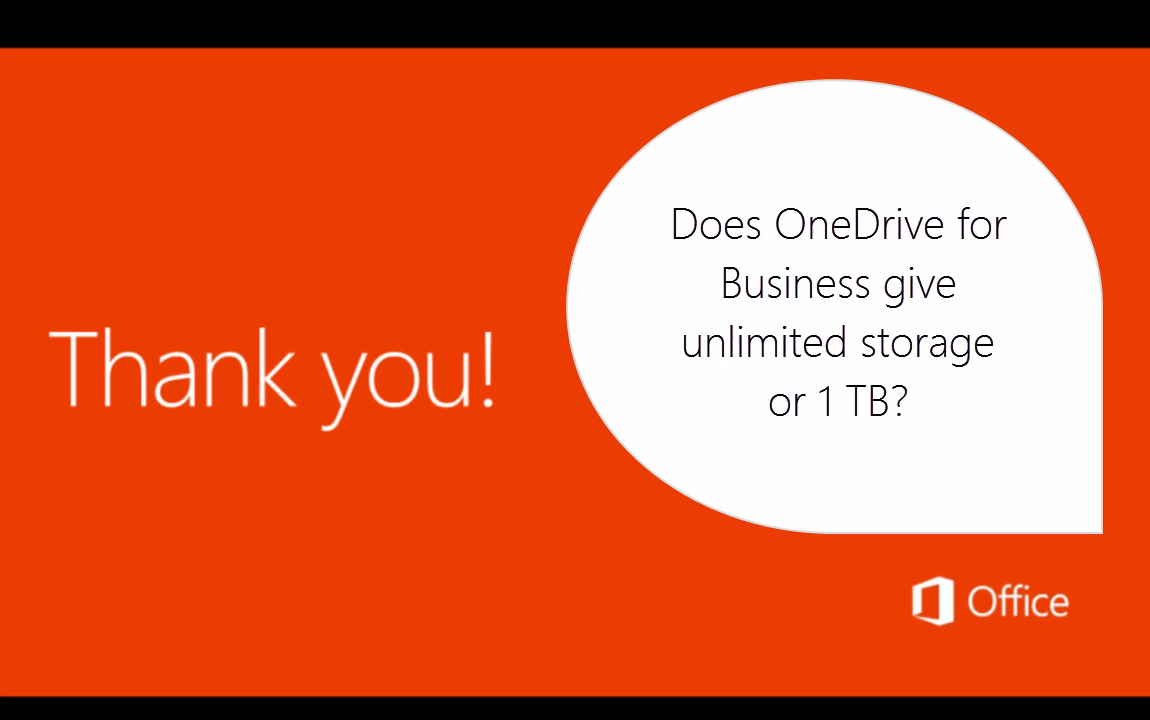 Thank you!
Does OneDrive for
Business give
unlimited storage
or 1 TB?
Office